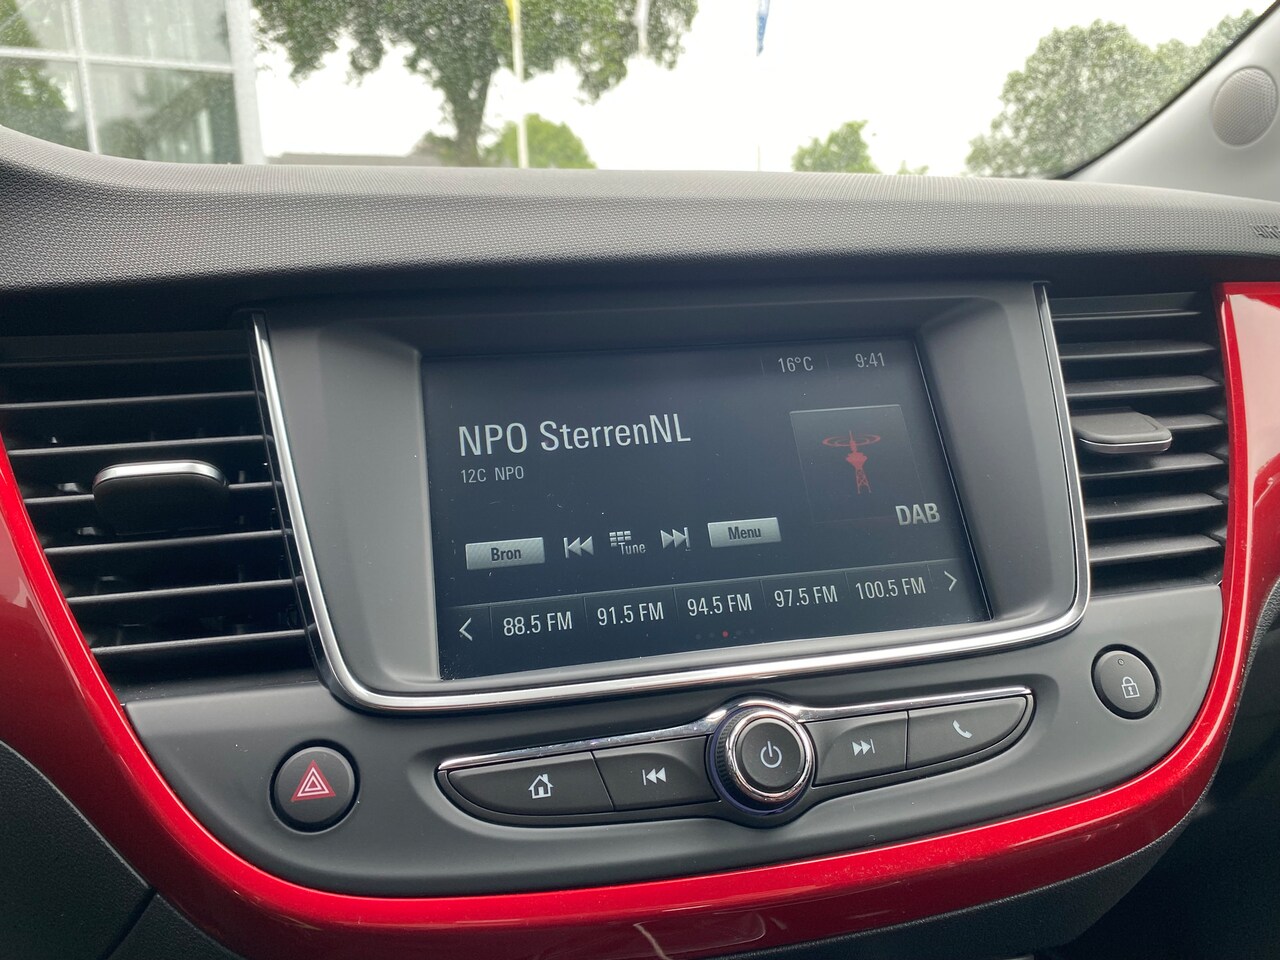 16°C 9:41
NPO SterrenNL
12C NPO
DAB
Bron Tune Menu
88.5 FM 91.5 FM 94.5 FM 97.5 FM 100.5 FM